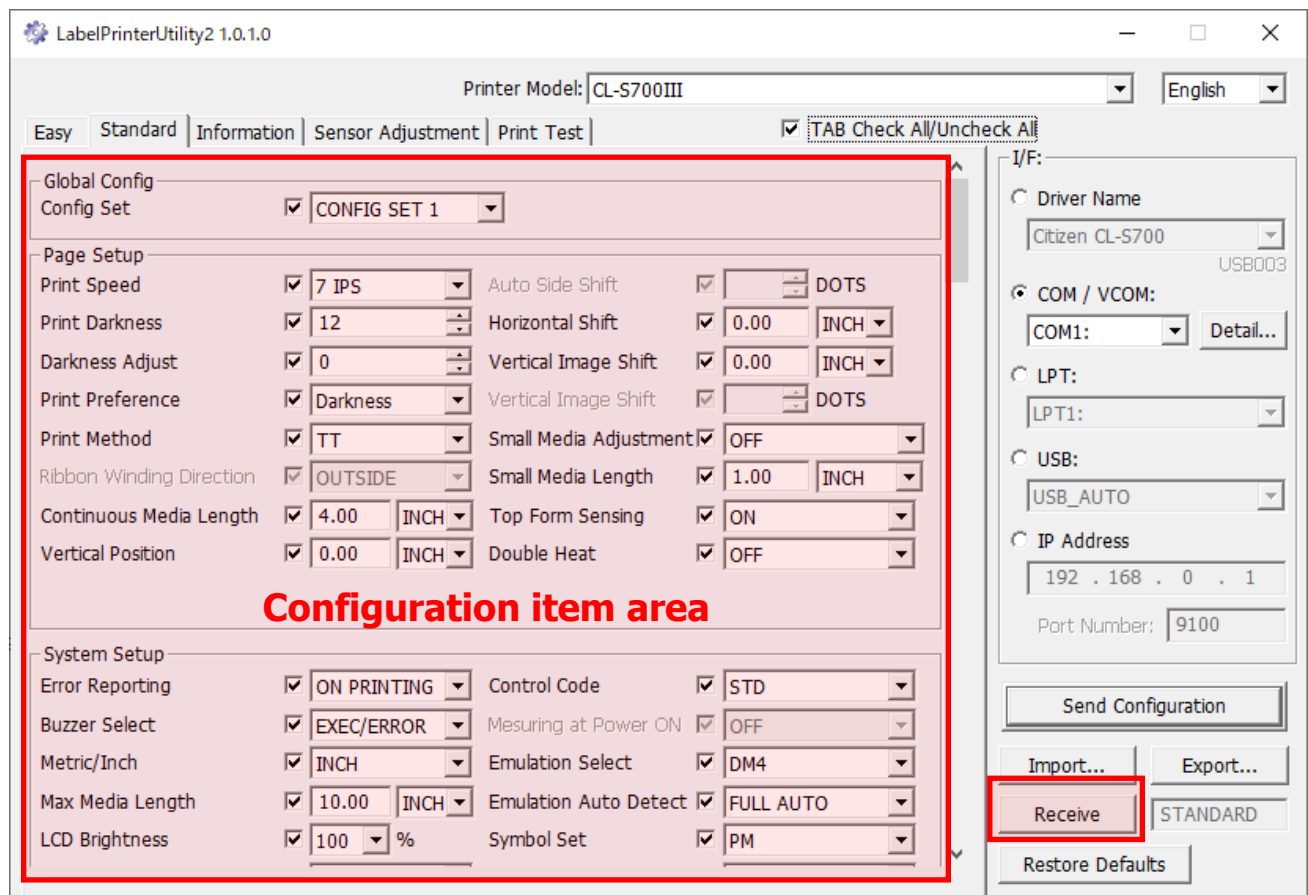 LabelPrinterUtility2 1.0.1.0
Printer Model: CL-S700III English
Easy Standard Information Sensor Adjustment Print Test TAB Check All/Uncheck All
Global Config
Config Set CONFIG SET 1
Page Setup
Print Speed 7 IPS Auto Side Shift DOTS
Print Darkness 12 Horizontal Shift 0.00 INCH
Darkness Adjust 0 Vertical Image Shift 0.00 INCH
Print Preference Darkness Vertical Image Shift DOTS
Print Method TT Small Media Adjustment OFF
Ribbon Winding Direction OUTSIDE Small Media Length 1.00 INCH
Continuous Media Length 4.00 INCH Top Form Sensing ON
Vertical Position 0.00 INCH Double Heat OFF
Configuration item area
System Setup
Error Reporting ON PRINTING Control Code STD
Buzzer Select EXEC/ERROR Mesuring at Power ON OFF
Metric/Inch INCH Emulation Select DM4
Max Media Length 10.00 INCH Emulation Auto Detect FULL AUTO
LCD Brightness 100 % Symbol Set PM
I/F:
Driver Name
Citizen CL-S700
USB003
COM / VCOM:
COM1: Detail...
LPT:
LPT1:
USB:
USB_AUTO
IP Address
192 . 168 . 0 . 1
Port Number: 9100
Send Configuration
Import... Export...
Receive STANDARD
Restore Defaults